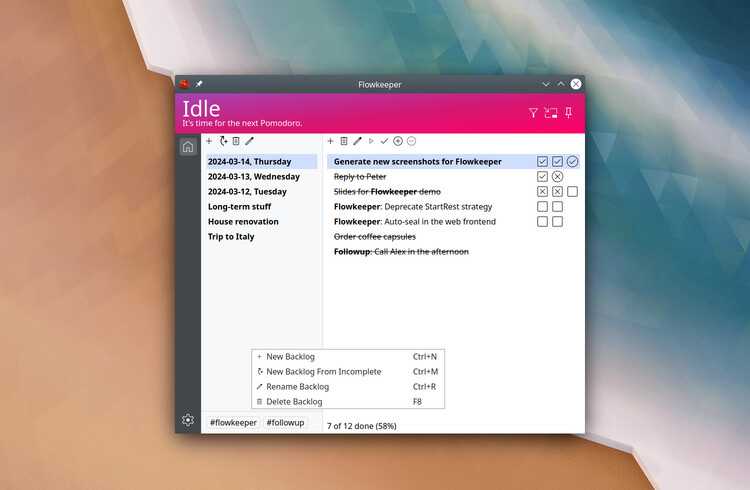 Flowkeeper
Idle
It's time for the next Pomodoro.
2024-03-14, Thursday
2024-03-13, Wednesday
2024-03-12, Tuesday
Long-term stuff
House renovation
Trip to Italy
Generate new screenshots for Flowkeeper
Reply to Peter
Slides for Flowkeeper demo
Flowkeeper: Deprecate StartRest strategy
Flowkeeper: Auto-seal in the web frontend
Order coffee capsules
Followup: Call Alex in the afternoon
New Backlog Ctrl+N
New Backlog From Incomplete Ctrl+M
Rename Backlog Ctrl+R
Delete Backlog F8
#flowkeeper #followup
7 of 12 done (58%)